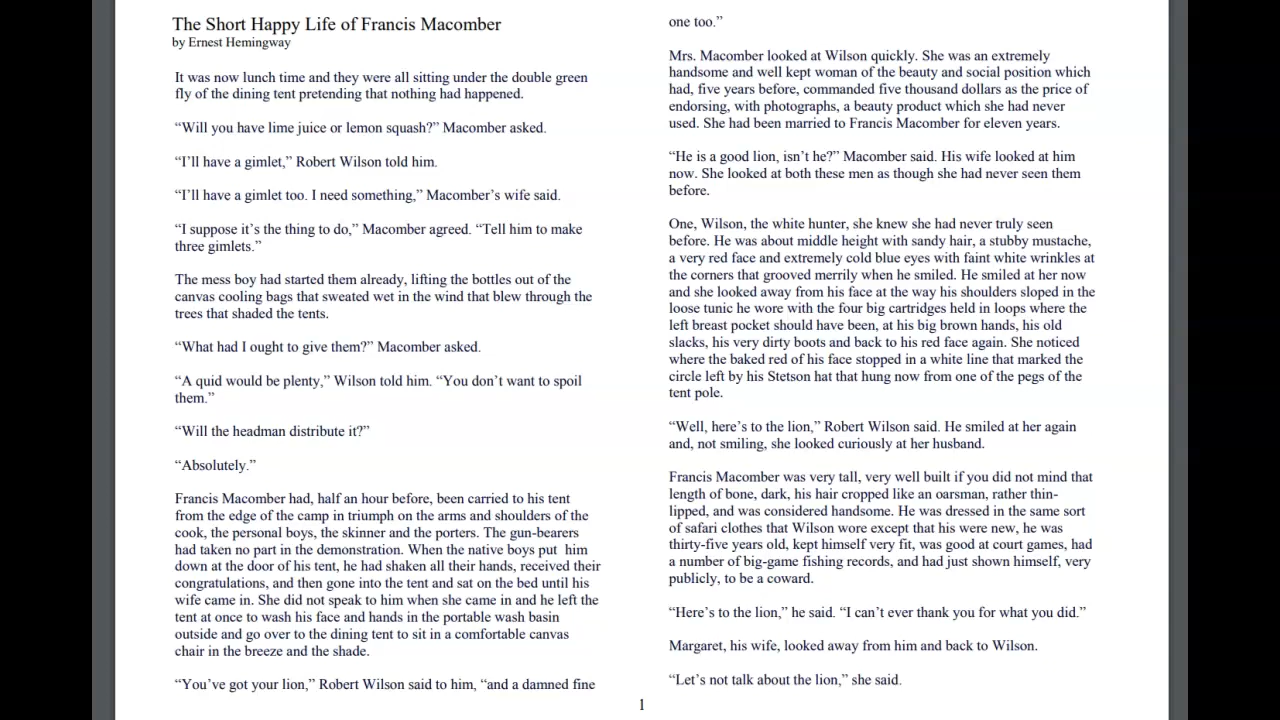 The Short Happy Life of Francis Macomber
by Ernest Hemingway
It was now lunch time and they were all sitting under the double green
fly of the dining tent pretending that nothing had happened.
“Will you have lime juice or lemon squash?” Macomber asked.
“I’ll have a gimlet,” Robert Wilson told him.
“I’ll have a gimlet too. I need something,” Macomber’s wife said.
“I suppose it’s the thing to do,” Macomber agreed. “Tell him to make
three gimlets.”
The mess boy had started them already, lifting the bottles out of the
canvas cooling bags that sweated wet in the wind that blew through the
trees that shaded the tents.
“What had I ought to give them?” Macomber asked.
“A quid would be plenty,” Wilson told him. “You don’t want to spoil
them.”
“Will the headman distribute it?”
“Absolutely.”
Francis Macomber had, half an hour before, been carried to his tent
from the edge of the camp in triumph on the arms and shoulders of the
cook, the personal boys, the skinner and the porters. The gun-bearers
had taken no part in the demonstration. When the native boys put him
down at the door of his tent, he had shaken all their hands, received their
congratulations, and then gone into the tent and sat on the bed until his
wife came in. She did not speak to him when she came in and he left the
tent at once to wash his face and hands in the portable wash basin
outside and go over to the dining tent to sit in a comfortable canvas
chair in the breeze and the shade.
“You’ve got your lion,” Robert Wilson said to him, “and a damned fine
one too.”
Mrs. Macomber looked at Wilson quickly. She was an extremely
handsome and well kept woman of the beauty and social position which
had, five years before, commanded five thousand dollars as the price of
endorsing, with photographs, a beauty product which she had never
used. She had been married to Francis Macomber for eleven years.
“He is a good lion, isn’t he?” Macomber said. His wife looked at him
now. She looked at both these men as though she had never seen them
before.
One, Wilson, the white hunter, she knew she had never truly seen
before. He was about middle height with sandy hair, a stubby mustache,
a very red face and extremely cold blue eyes with faint white wrinkles at
the corners that grooved merrily when he smiled. He smiled at her now
and she looked away from his face at the way his shoulders sloped in the
loose tunic he wore with the four big cartridges held in loops where the
left breast pocket should have been, at his big brown hands, his old
slacks, his very dirty boots and back to his red face again. She noticed
where the baked red of his face stopped in a white line that marked the
circle left by his Stetson hat that hung now from one of the pegs of the
tent pole.
“Well, here’s to the lion,” Robert Wilson said. He smiled at her again
and, not smiling, she looked curiously at her husband.
Francis Macomber was very tall, very well built if you did not mind that
length of bone, dark, his hair cropped like an oarsman, rather thin-
lipped, and was considered handsome. He was dressed in the same sort
of safari clothes that Wilson wore except that his were new, he was
thirty-five years old, kept himself very fit, was good at court games, had
a number of big-game fishing records, and had just shown himself, very
publicly, to be a coward.
“Here’s to the lion,” he said. “I can’t ever thank you for what you did.”
Margaret, his wife, looked away from him and back to Wilson.
“Let’s not talk about the lion,” she said.
1